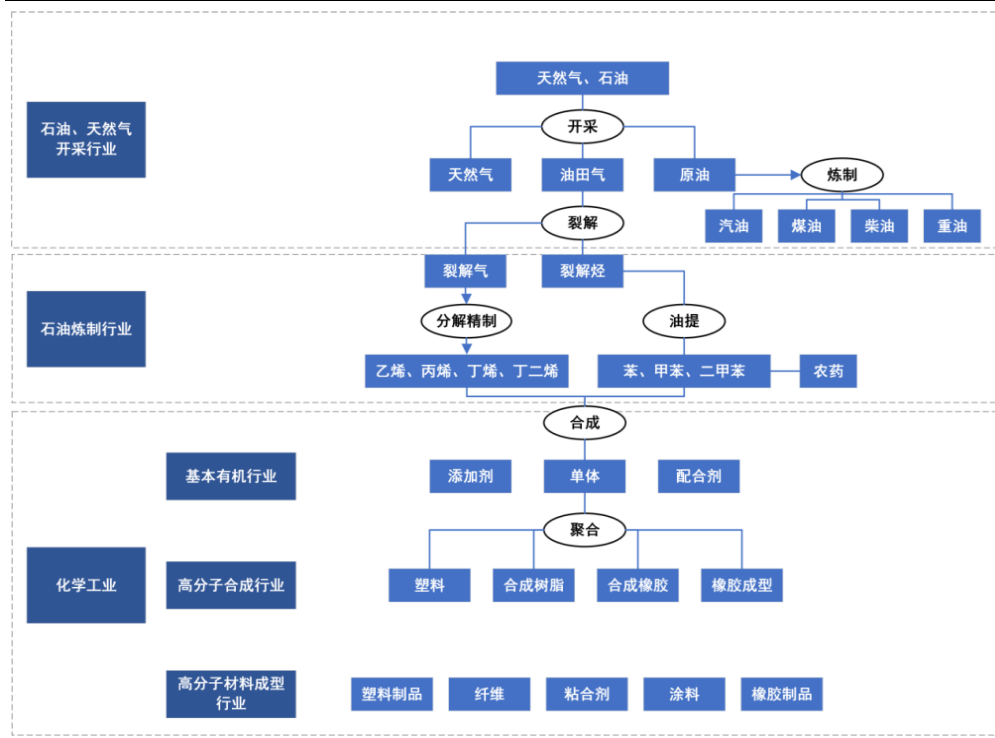 天然气、石油
石油、天然气
开采行业
开采
天然气
油田气
原油
炼制
汽油
煤油
柴油
重油
裂解
裂解气
裂解烃
石油炼制行业
分解精制
油提
乙烯、丙烯、丁烯、丁二烯
苯、甲苯、二甲苯
农药
合成
基本有机行业
添加剂
单体
配合剂
聚合
化学工业
高分子合成行业
塑料
合成树脂
合成橡胶
橡胶成型
高分子材料成型
行业
塑料制品
纤维
粘合剂
涂料
橡胶制品